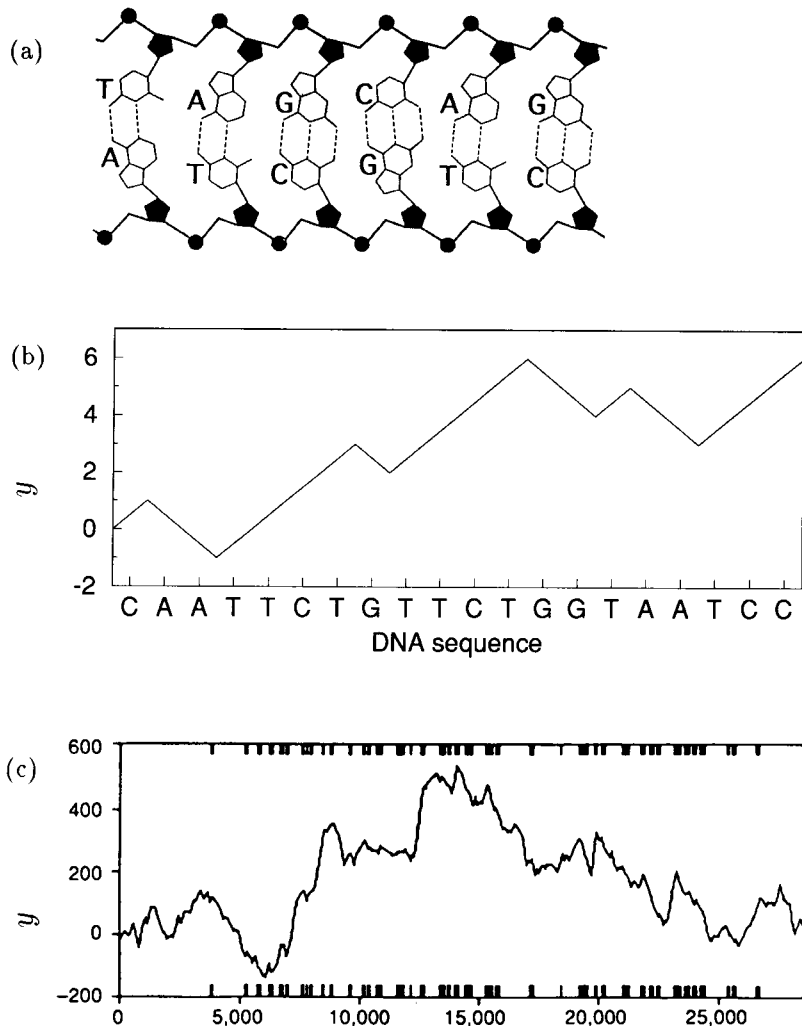 (a)
T A G C A G
A T C G T C
(b)
6
4
2
0
-2
y
C A A T T C T G T T C T G G T A A T C C
DNA sequence
(c)
600
400
200
0
-200
y
0 5,000 10,000 15,000 20,000 25,000